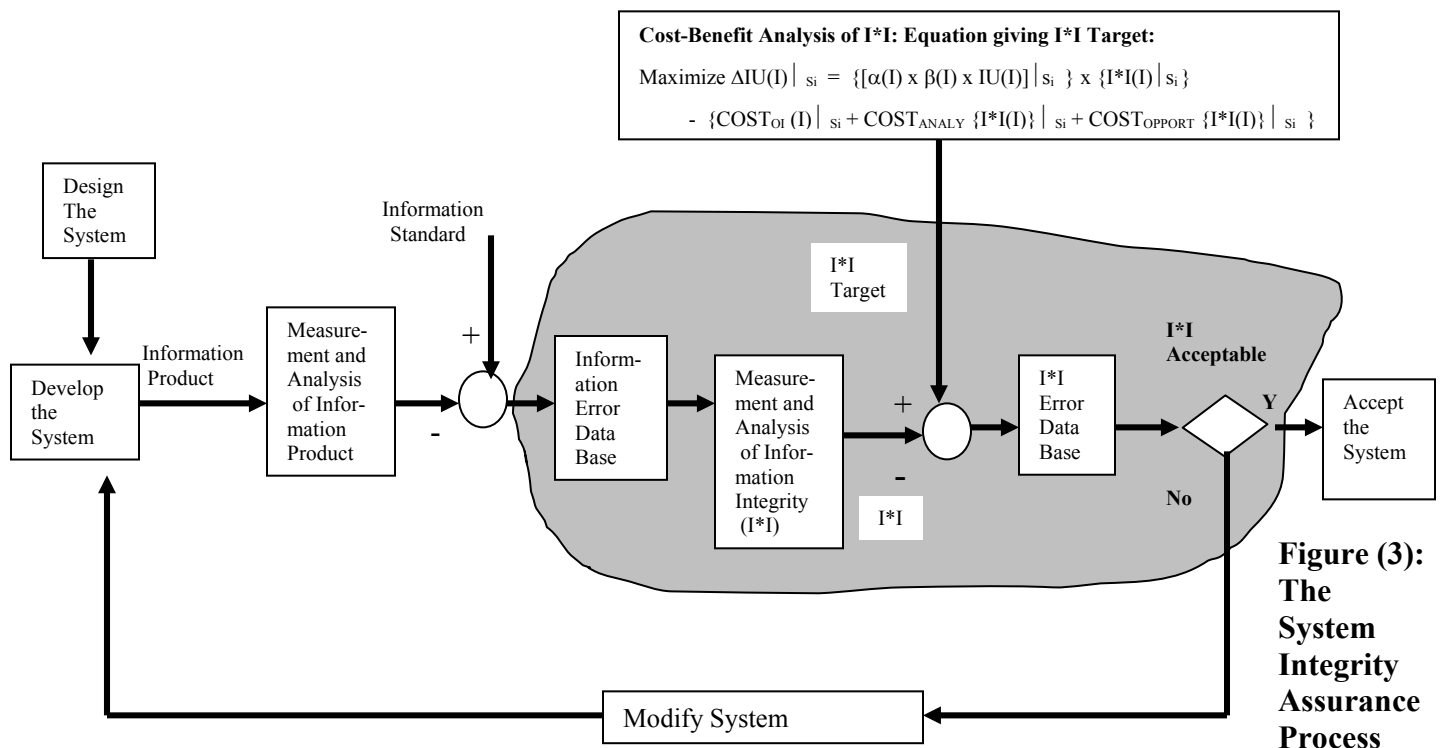 Cost-Benefit Analysis of I*I: Equation giving I*I Target:
Maximize ΔIU(I)| Si = {[α(I) x β(I) x IU(I)]|si } x {I*I(I)|si}
- {COSTOI (I)| Si + COSTANALY {I*I(I)}| Si + COSTOPPORT {I*I(I)}| Si }
Design
The
System
Information
Standard
I*I
Target
+
Develop
the
System
Information
Product
Measure-
ment and
Analysis
of Infor-
mation
Product
-
Inform-
ation
Error
Data
Base
Measure-
ment and
Analysis
of Infor-
mation
Integrity
(I*I)
+
-
I*I
I*I
Error
Data
Base
I*I
Acceptable
Y
No
Accept
the
System
Modify System
Figure (3):
The
System
Integrity
Assurance
Process